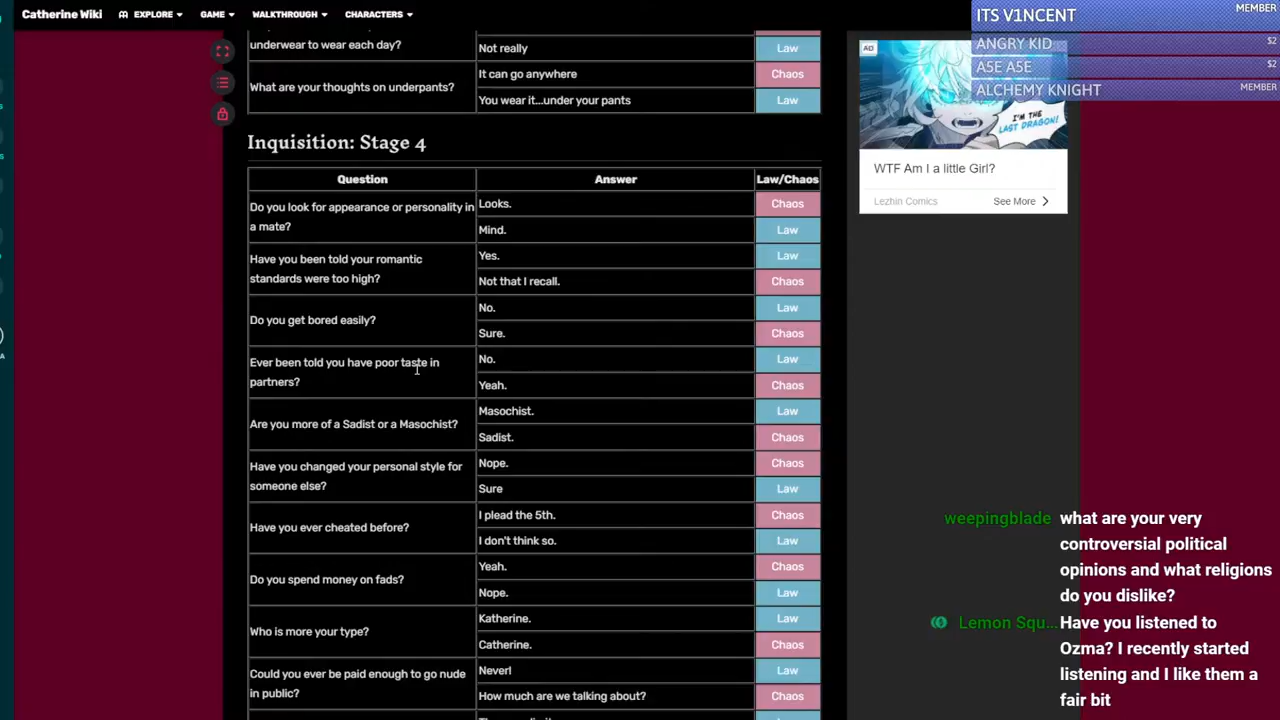 Catherine Wiki
EXPLORE
GAME
WALKTHROUGH
CHARACTERS
ITS V1NCENT
MEMBER
ANGRY KID
$2
A5E A5E
$2
ALCHEMY KNIGHT
MEMBER
underwear to wear each day?
Not really
Law
What are your thoughts on underpants?
It can go anywhere
Chaos
You wear it...under your pants
Law
Inquisition: Stage 4
Question
Answer
Law/Chaos
Do you look for appearance or personality in
a mate?
Looks.
Chaos
Mind.
Law
Have you been told your romantic
standards were too high?
Yes.
Law
Not that I recall.
Chaos
Do you get bored easily?
No.
Law
Sure.
Chaos
Ever been told you have poor taste in
partners?
No.
Law
Yeah.
Chaos
Are you more of a Sadist or a Masochist?
Masochist.
Law
Sadist.
Chaos
Have you changed your personal style for
someone else?
Nope.
Chaos
Sure
Law
Have you ever cheated before?
I plead the 5th.
Chaos
I don't think so.
Law
Do you spend money on fads?
Yeah.
Chaos
Nope.
Law
Who is more your type?
Katherine.
Law
Catherine.
Chaos
Could you ever be paid enough to go nude
in public?
Never!
Law
How much are we talking about?
Chaos
AD
I'M THE
LAST DRAGON!
WTF Am I a little Girl?
Lezhin Comics
See More
weepingblade what are your very
controversial political
opinions and what religions
do you dislike?
Lemon Squ... Have you listened to
Ozma? I recently started
listening and I like them a
fair bit